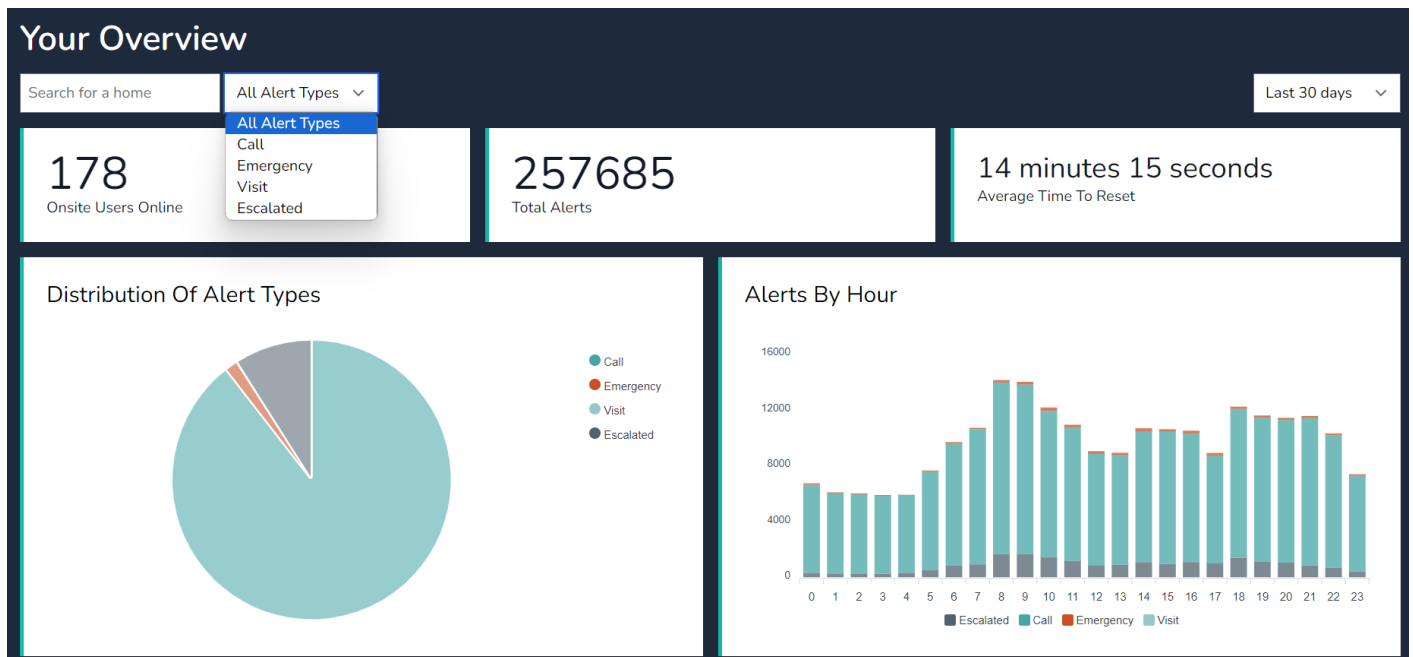 Your Overview
Search for a home
All Alert Types
Last 30 days
All Alert Types
Call
Emergency
Visit
Escalated
178
Onsite Users Online
257685
Total Alerts
14 minutes 15 seconds
Average Time To Reset
Distribution Of Alert Types
Call
Emergency
Visit
Escalated
Alerts By Hour
16000
12000
8000
4000
0
0 1 2 3 4 5 6 7 8 9 10 11 12 13 14 15 16 17 18 19 20 21 22 23
Escalated Call Emergency Visit